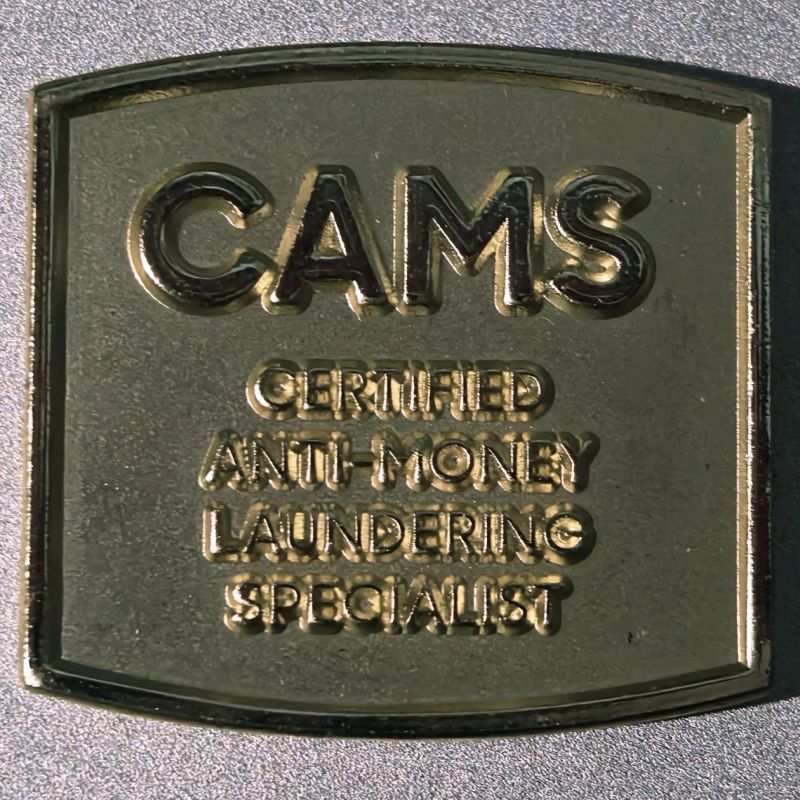 CAMS
CERTIFIED
ANTI-MONEY
LAUNDERING
SPECIALIST